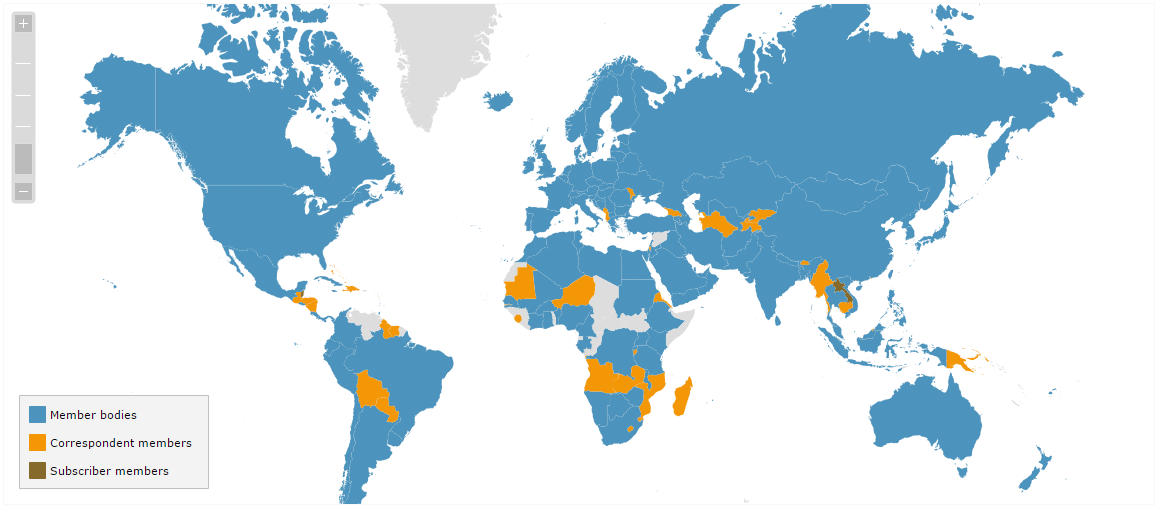 +
−
Member bodies
Correspondent members
Subscriber members